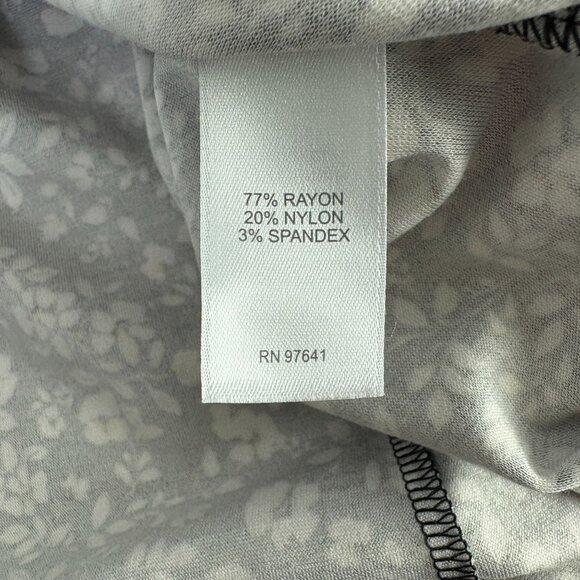 77% RAYON
20% NYLON
3% SPANDEX
RN 97641